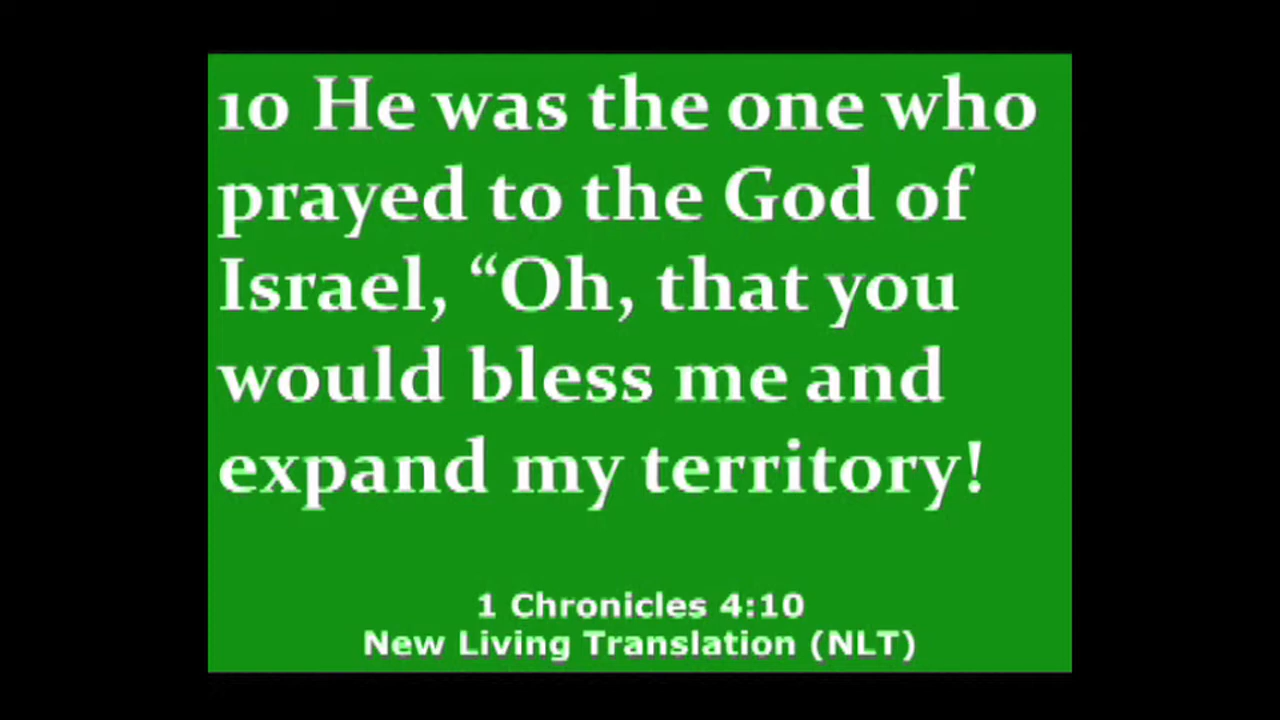 10 He was the one who
prayed to the God of
Israel, “Oh, that you
would bless me and
expand my territory!
1 Chronicles 4:10
New Living Translation (NLT)